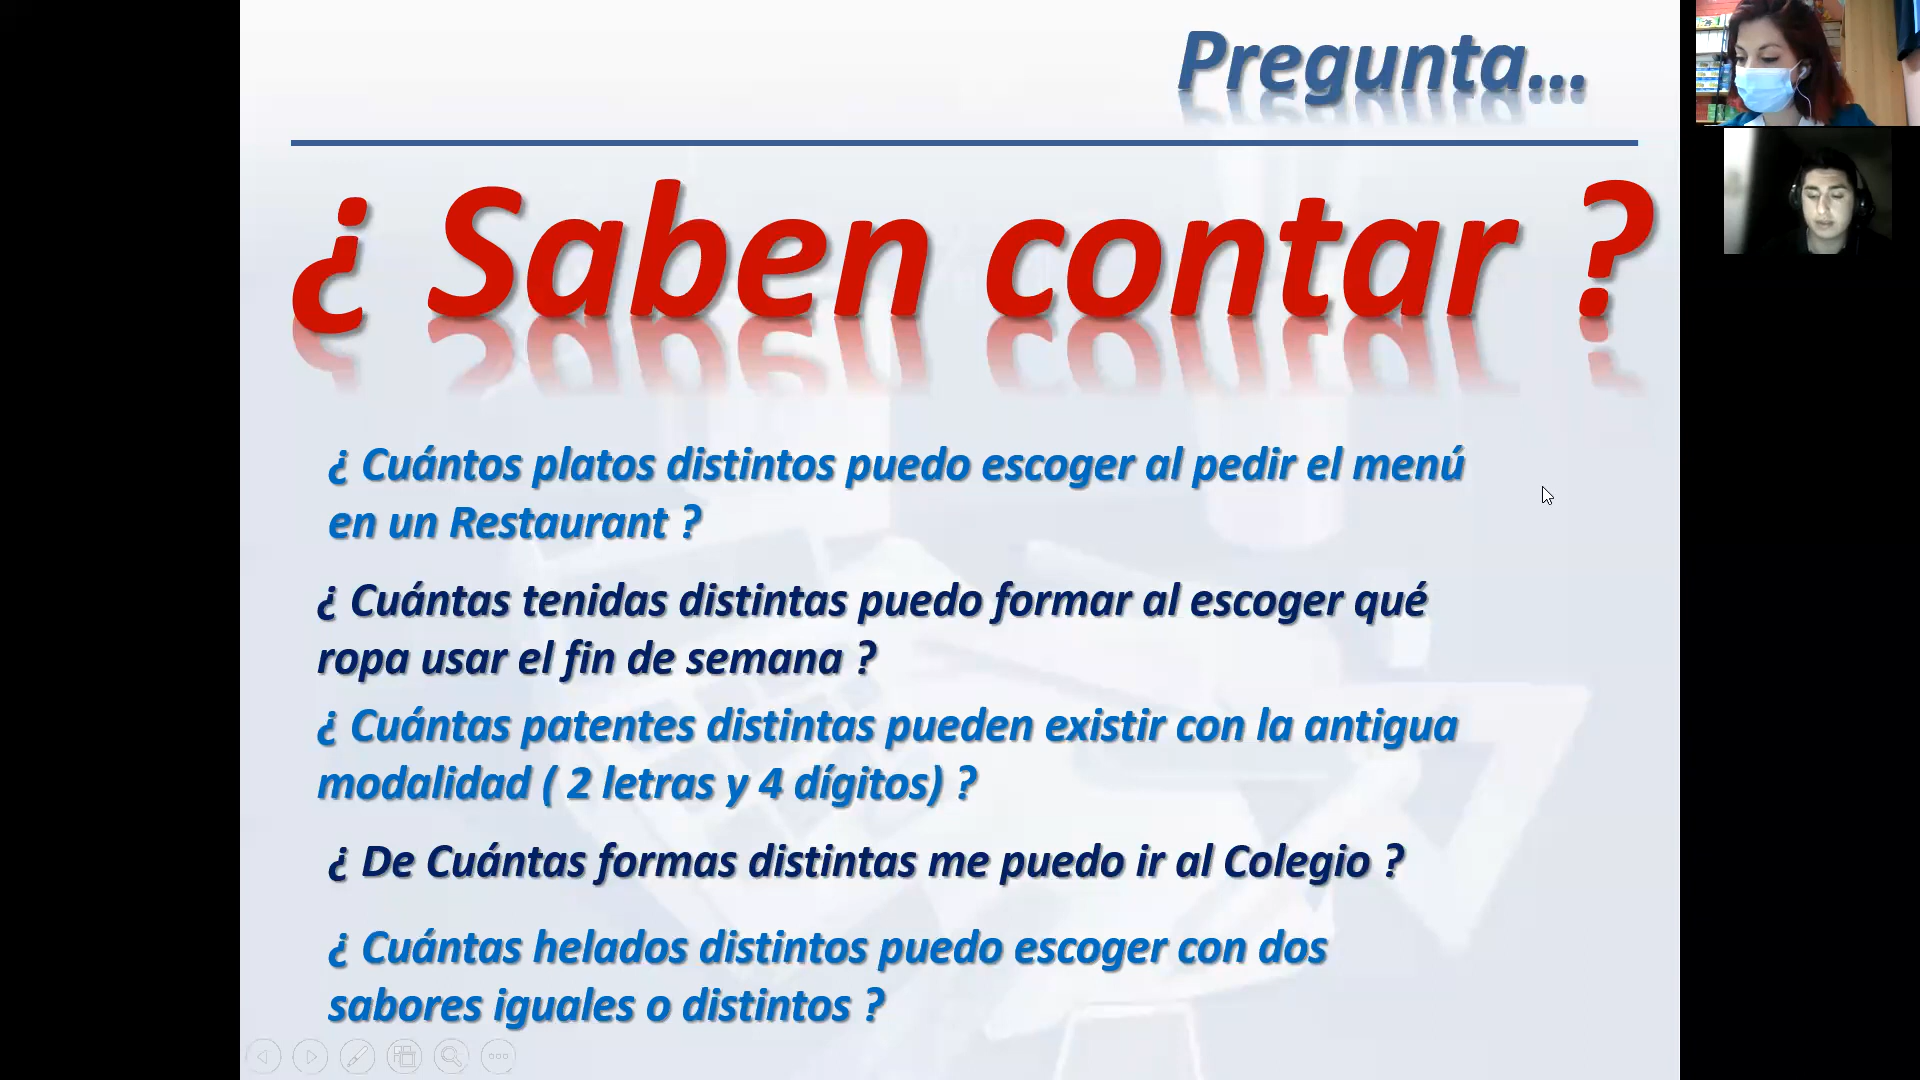 Pregunta...
¿ Saben contar ?
¿ Cuántos platos distintos puedo escoger al pedir el menú
en un Restaurant ?
¿ Cuántas tenidas distintas puedo formar al escoger qué
ropa usar el fin de semana ?
¿ Cuántas patentes distintas pueden existir con la antigua
modalidad ( 2 letras y 4 dígitos) ?
¿ De Cuántas formas distintas me puedo ir al Colegio ?
¿ Cuántas helados distintos puedo escoger con dos
sabores iguales o distintos ?